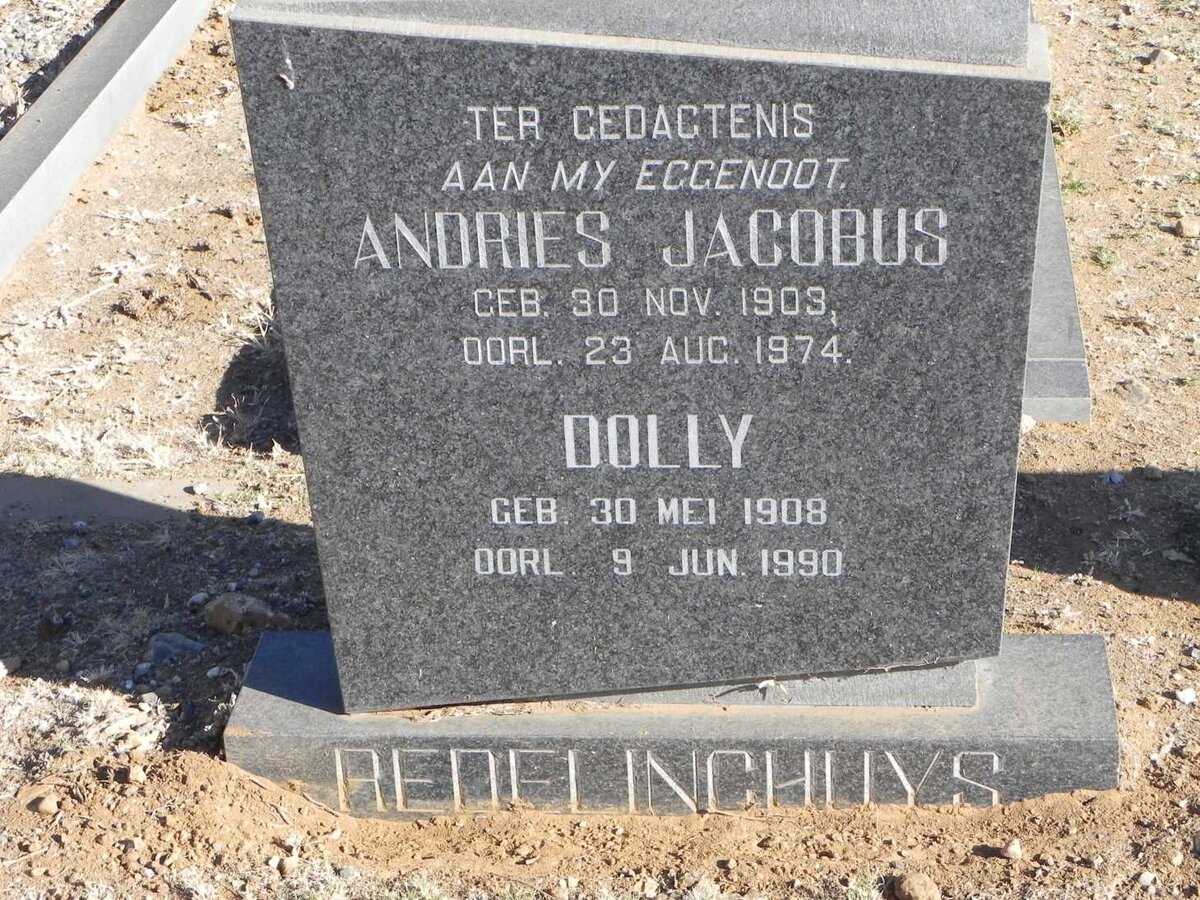 TER GEDAGTENIS
AAN MY EGGENOOT.
ANDRIES JACOBUS
GEB. 30 NOV. 1903,
OORL. 23 AUG. 1974.
DOLLY
GEB. 30 MEI 1908
OORL 9 JUN. 1990
REDELINGHUYS